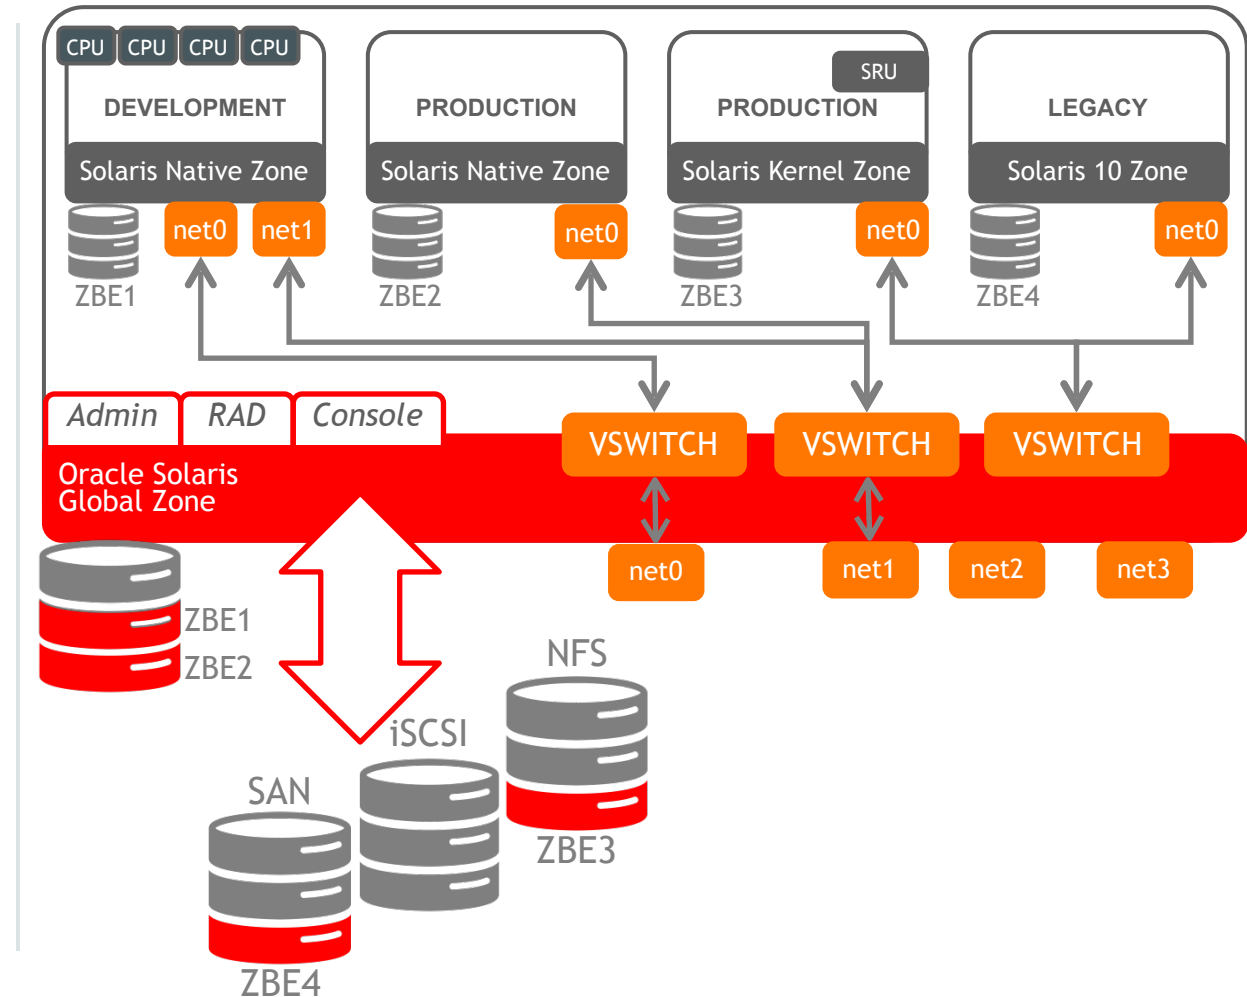 CPU CPU CPU CPU
SRU
DEVELOPMENT
PRODUCTION
PRODUCTION
LEGACY
Solaris Native Zone
Solaris Native Zone
Solaris Kernel Zone
Solaris 10 Zone
net0
net1
net0
net0
net0
ZBE1
ZBE2
ZBE3
ZBE4
Admin
RAD
Console
VSWITCH
VSWITCH
VSWITCH
Oracle Solaris
Global Zone
net0
net1
net2
net3
ZBE1
ZBE2
NFS
iSCSI
SAN
ZBE3
ZBE4